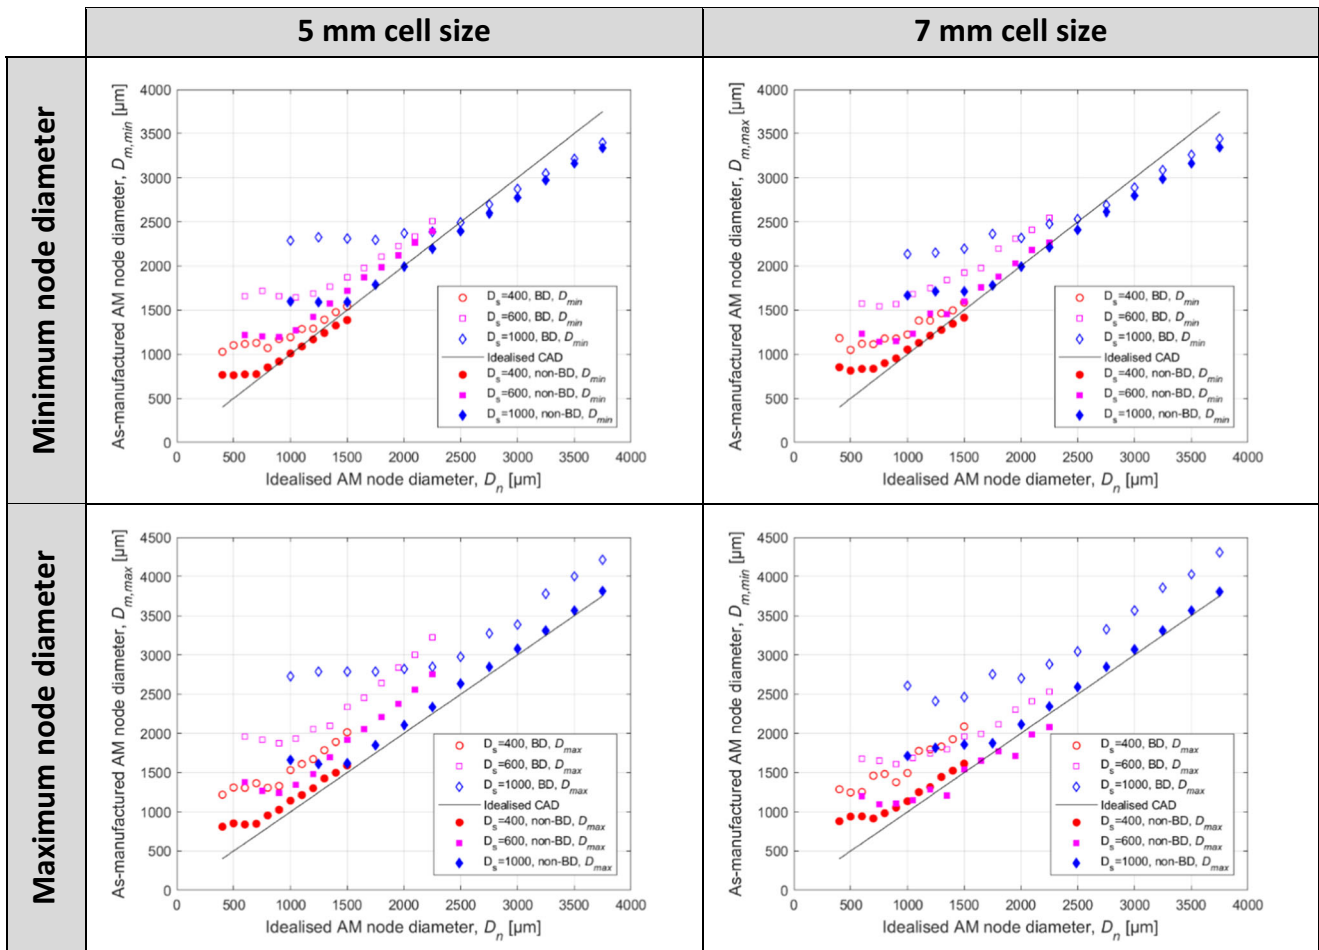 5 mm cell size
7 mm cell size
Minimum node diameter
As-manufactured AM node diameter, D_m,min [µm]
4000
3500
3000
2500
2000
1500
1000
500
0
D_s=400, BD, D_min
D_s=600, BD, D_min
D_s=1000, BD, D_min
Idealised CAD
D_s=400, non-BD, D_min
D_s=600, non-BD, D_min
D_s=1000, non-BD, D_min
0 500 1000 1500 2000 2500 3000 3500 4000
Idealised AM node diameter, D_n [µm]
As-manufactured AM node diameter, D_m,max [µm]
4000
3500
3000
2500
2000
1500
1000
500
0
D_s=400, BD, D_min
D_s=600, BD, D_min
D_s=1000, BD, D_min
Idealised CAD
D_s=400, non-BD, D_min
D_s=600, non-BD, D_min
D_s=1000, non-BD, D_min
0 500 1000 1500 2000 2500 3000 3500 4000
Idealised AM node diameter, D_n [µm]
Maximum node diameter
As-manufactured AM node diameter, D_m,max [µm]
4500
4000
3500
3000
2500
2000
1500
1000
500
0
D_s=400, BD, D_max
D_s=600, BD, D_max
D_s=1000, BD, D_max
Idealised CAD
D_s=400, non-BD, D_max
D_s=600, non-BD, D_max
D_s=1000, non-BD, D_max
0 500 1000 1500 2000 2500 3000 3500 4000
Idealised AM node diameter, D_n [µm]
As-manufactured AM node diameter, D_m,min [µm]
4500
4000
3500
3000
2500
2000
1500
1000
500
0
D_s=400, BD, D_max
D_s=600, BD, D_max
D_s=1000, BD, D_max
Idealised CAD
D_s=400, non-BD, D_max
D_s=600, non-BD, D_max
D_s=1000, non-BD, D_max
0 500 1000 1500 2000 2500 3000 3500 4000
Idealised AM node diameter, D_n [µm]